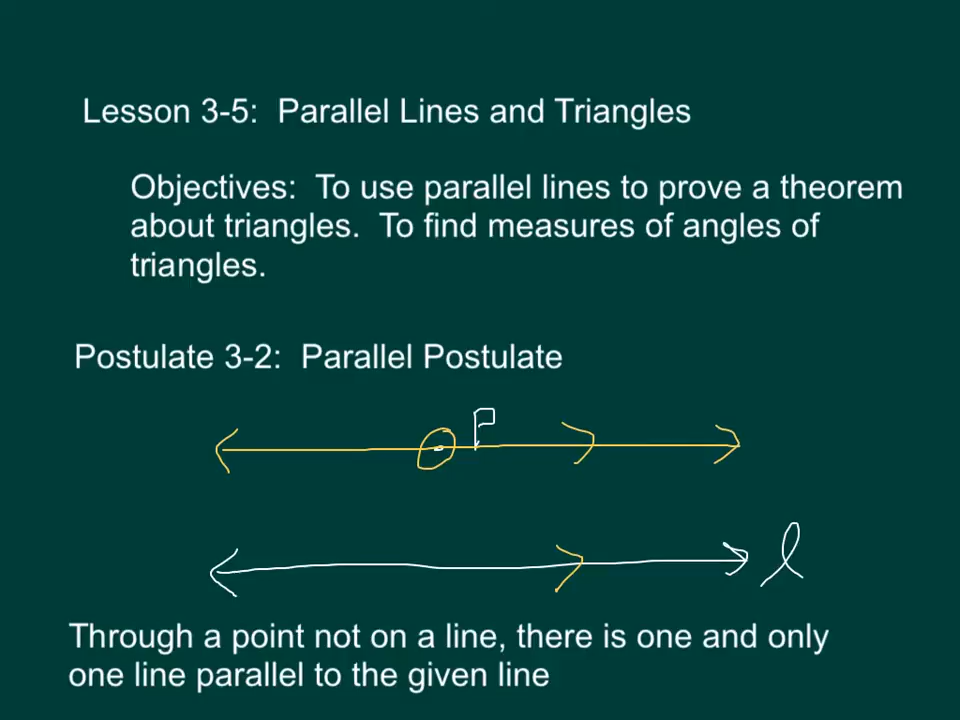 Lesson 3-5:  Parallel Lines and Triangles
Objectives:  To use parallel lines to prove a theorem
about triangles.  To find measures of angles of
triangles.
Postulate 3-2:  Parallel Postulate
P
l
Through a point not on a line, there is one and only
one line parallel to the given line